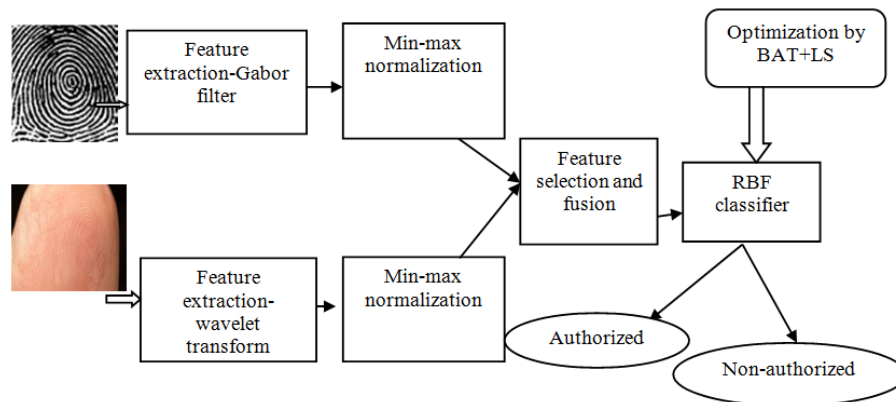 Feature
extraction-Gabor
filter
Min-max
normalization
Optimization by
BAT+LS
Feature
selection and
fusion
RBF
classifier
Feature
extraction-
wavelet
transform
Min-max
normalization
Authorized
Non-authorized